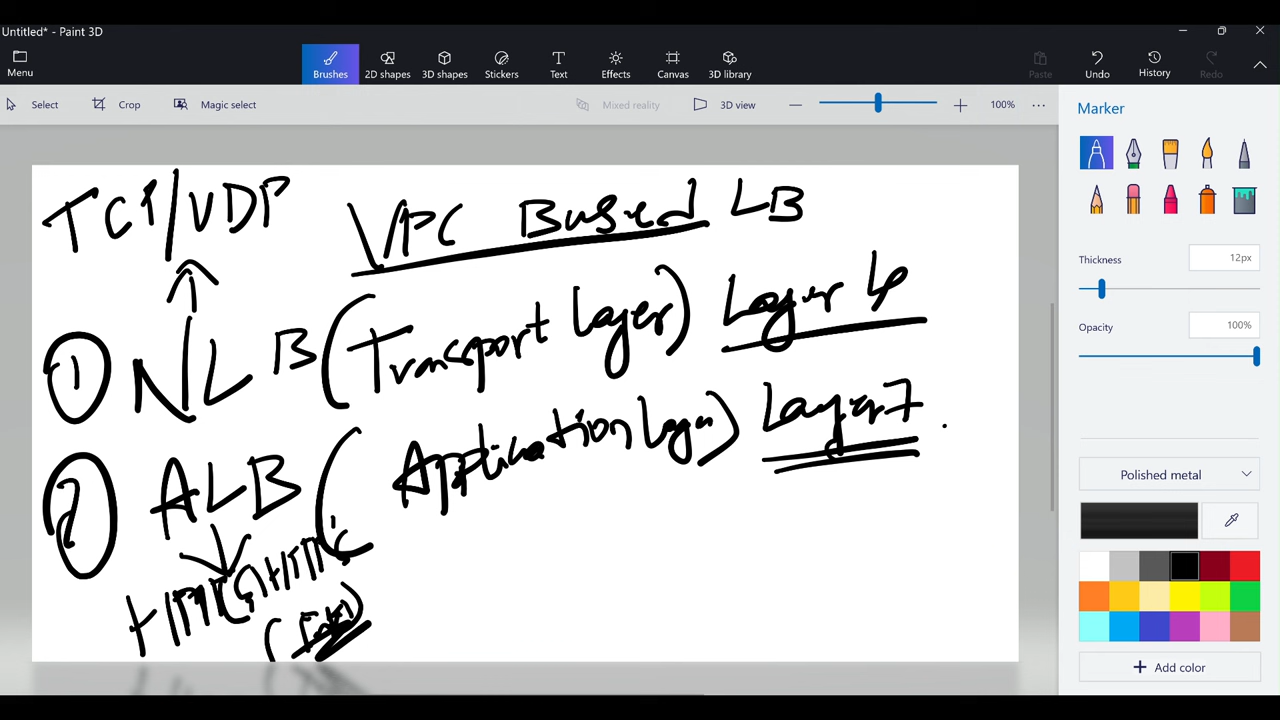 Untitled* - Paint 3D
Menu
Brushes
2D shapes
3D shapes
Stickers
Text
Effects
Canvas
3D library
Paste
Undo
History
Redo
Select
Crop
Magic select
Mixed reality
3D view
100%
TCP/UDP
VPC Bused LB
1 NLB (Transport layer) Layer 4
2 ALB ( Application layer) Layer 7
Marker
Thickness
12px
Opacity
100%
Polished metal
Add color